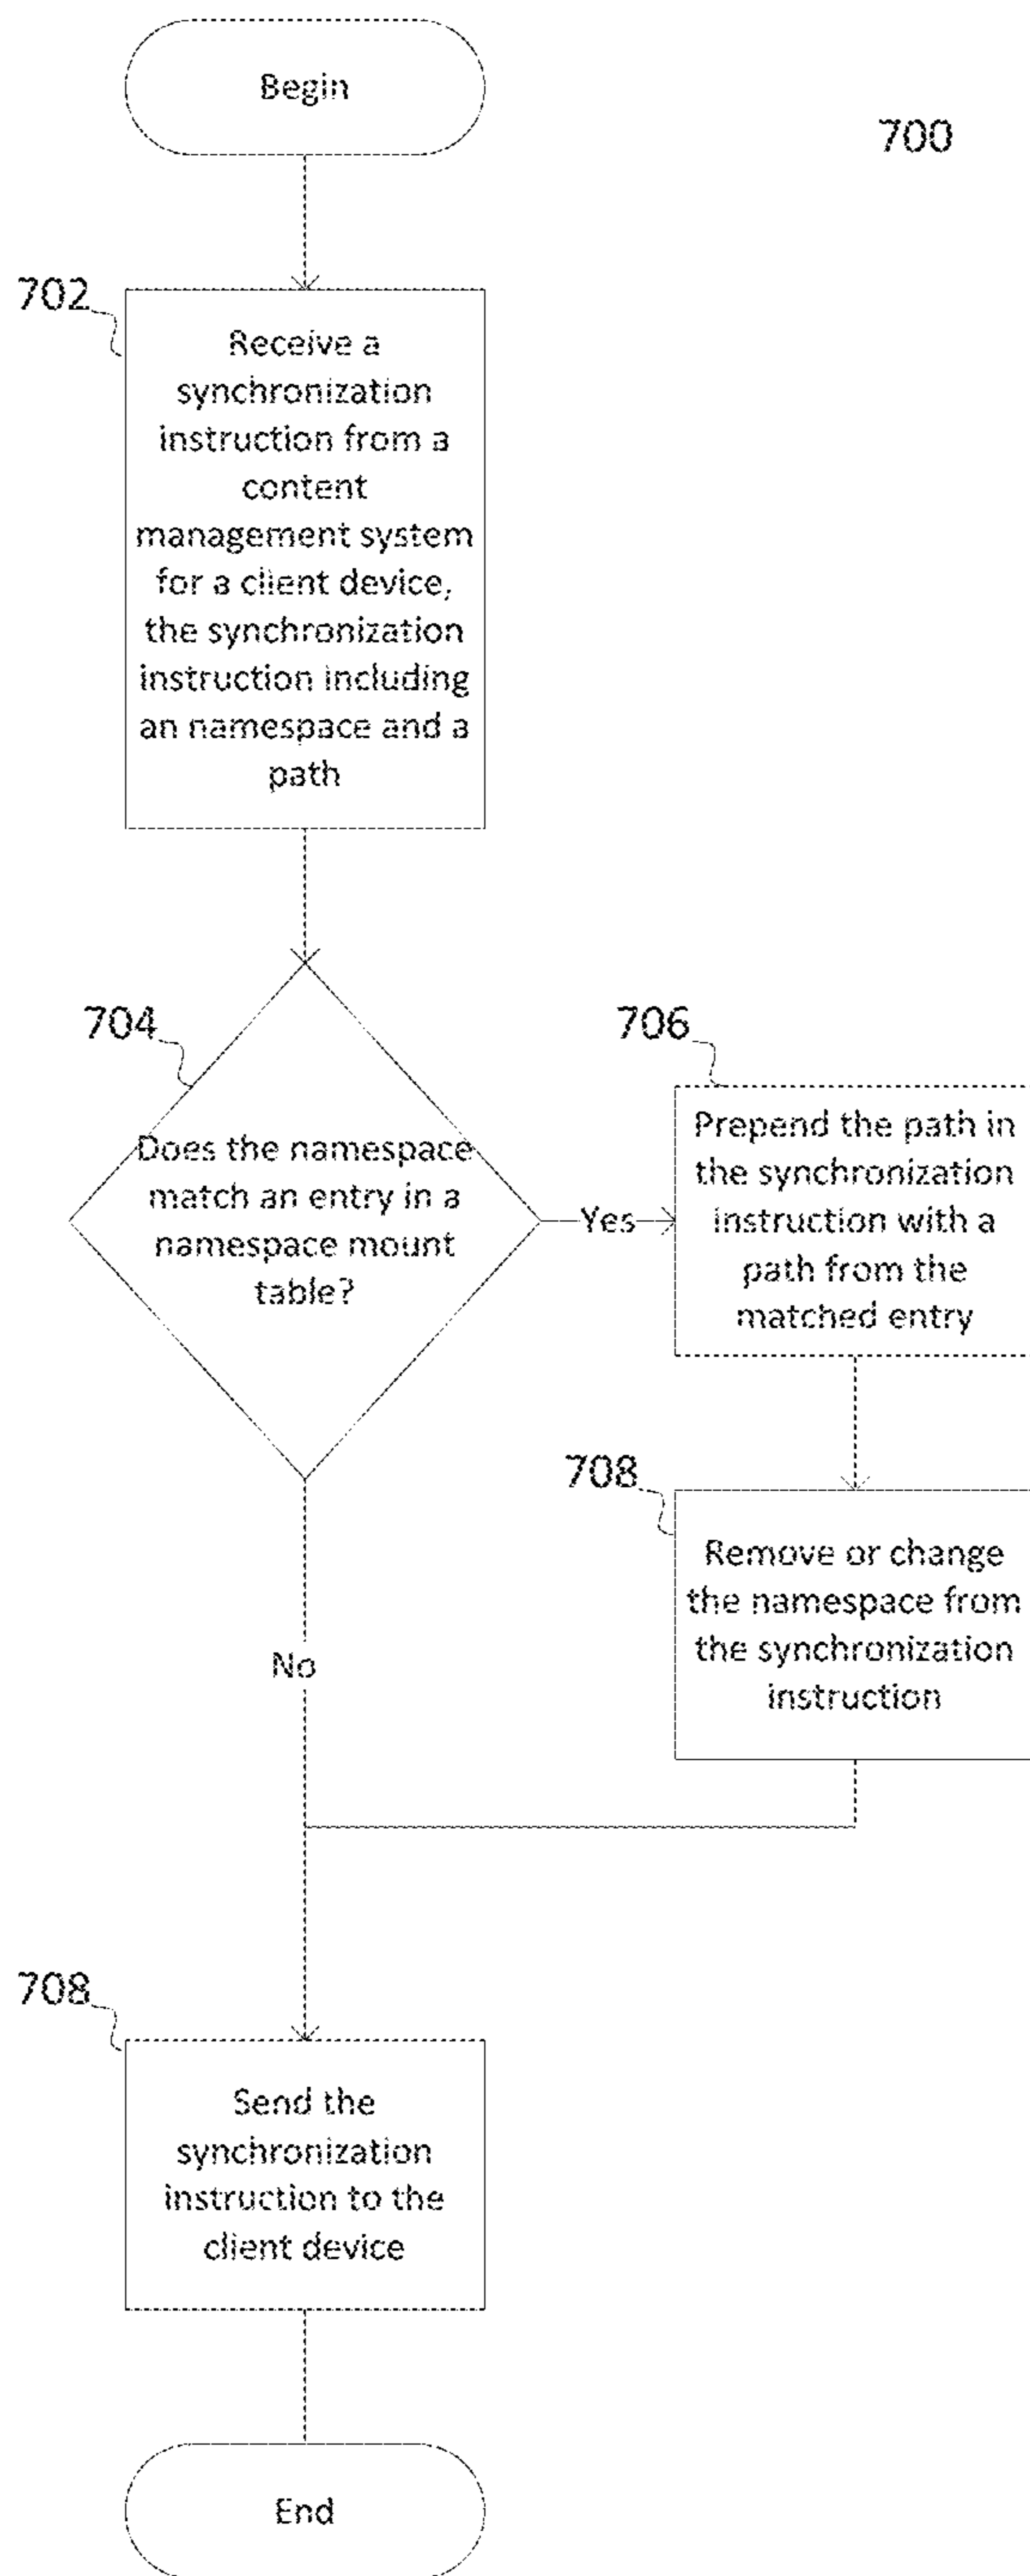 Begin
700
702
Receive a
synchronization
instruction from a
content
management system
for a client device,
the synchronization
instruction including
an namespace and a
path
704
Does the namespace
match an entry in a
namespace mount
table?
Yes
706
Prepend the path in
the synchronization
instruction with a
path from the
matched entry
708
Remove or change
the namespace from
the synchronization
instruction
No
708
Send the
synchronization
instruction to the
client device
End